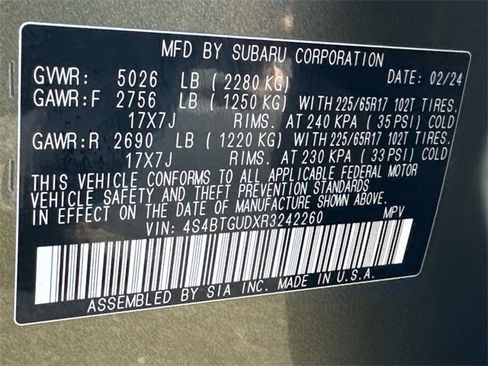 MFD BY SUBARU CORPORATION
GVWR: 5026 LB ( 2280 KG) DATE: 02/24
GAWR:F 2756 LB ( 1250 KG) WITH 225/65R17 102T TIRES.
17X7J RIMS. AT 240 KPA ( 35 PSI) COLD
GAWR:R 2690 LB ( 1220 KG) WITH 225/65R17 102T TIRES.
17X7J RIMS. AT 230 KPA ( 33 PSI) COLD
THIS VEHICLE CONFORMS TO ALL APPLICABLE FEDERAL MOTOR
VEHICLE SAFETY AND THEFT PREVENTION STANDARDS
IN EFFECT ON THE DATE OF MANUFACTURE SHOWN ABOVE.
VIN: 4S4BTGUDXR3242260 MPV
ASSEMBLED BY SIA INC. MADE IN U.S.A.